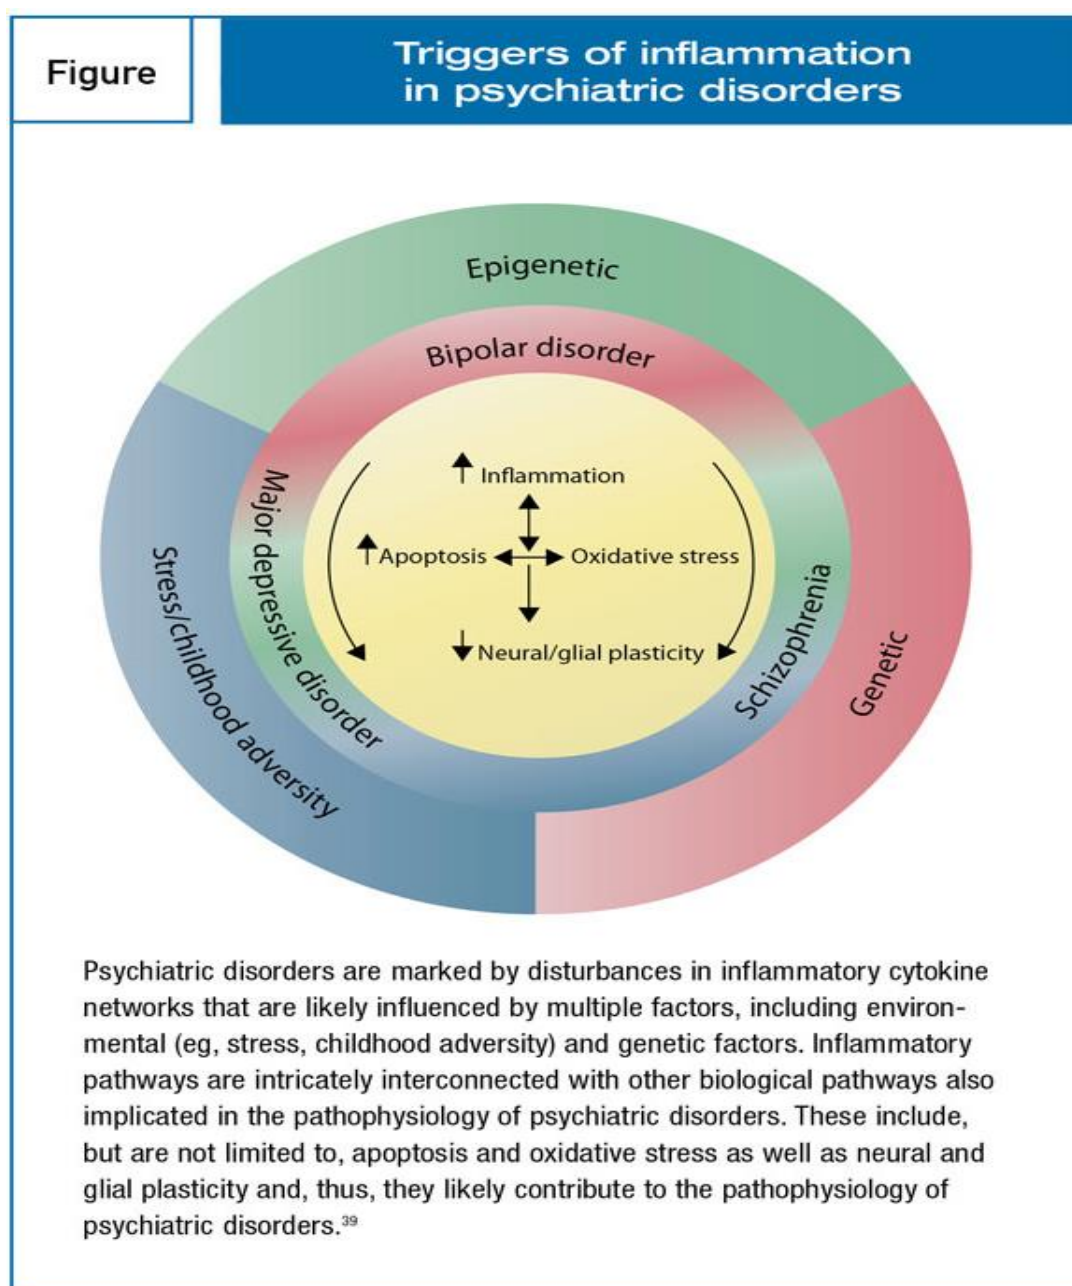 Figure
Triggers of inflammation
in psychiatric disorders
Epigenetic
Bipolar disorder
Inflammation
Apoptosis
Oxidative stress
Neural/glial plasticity
Major depressive disorder
Schizophrenia
Stress/childhood adversity
Genetic
Psychiatric disorders are marked by disturbances in inflammatory cytokine
networks that are likely influenced by multiple factors, including environ-
mental (eg, stress, childhood adversity) and genetic factors. Inflammatory
pathways are intricately interconnected with other biological pathways also
implicated in the pathophysiology of psychiatric disorders. These include,
but are not limited to, apoptosis and oxidative stress as well as neural and
glial plasticity and, thus, they likely contribute to the pathophysiology of
psychiatric disorders.³⁹